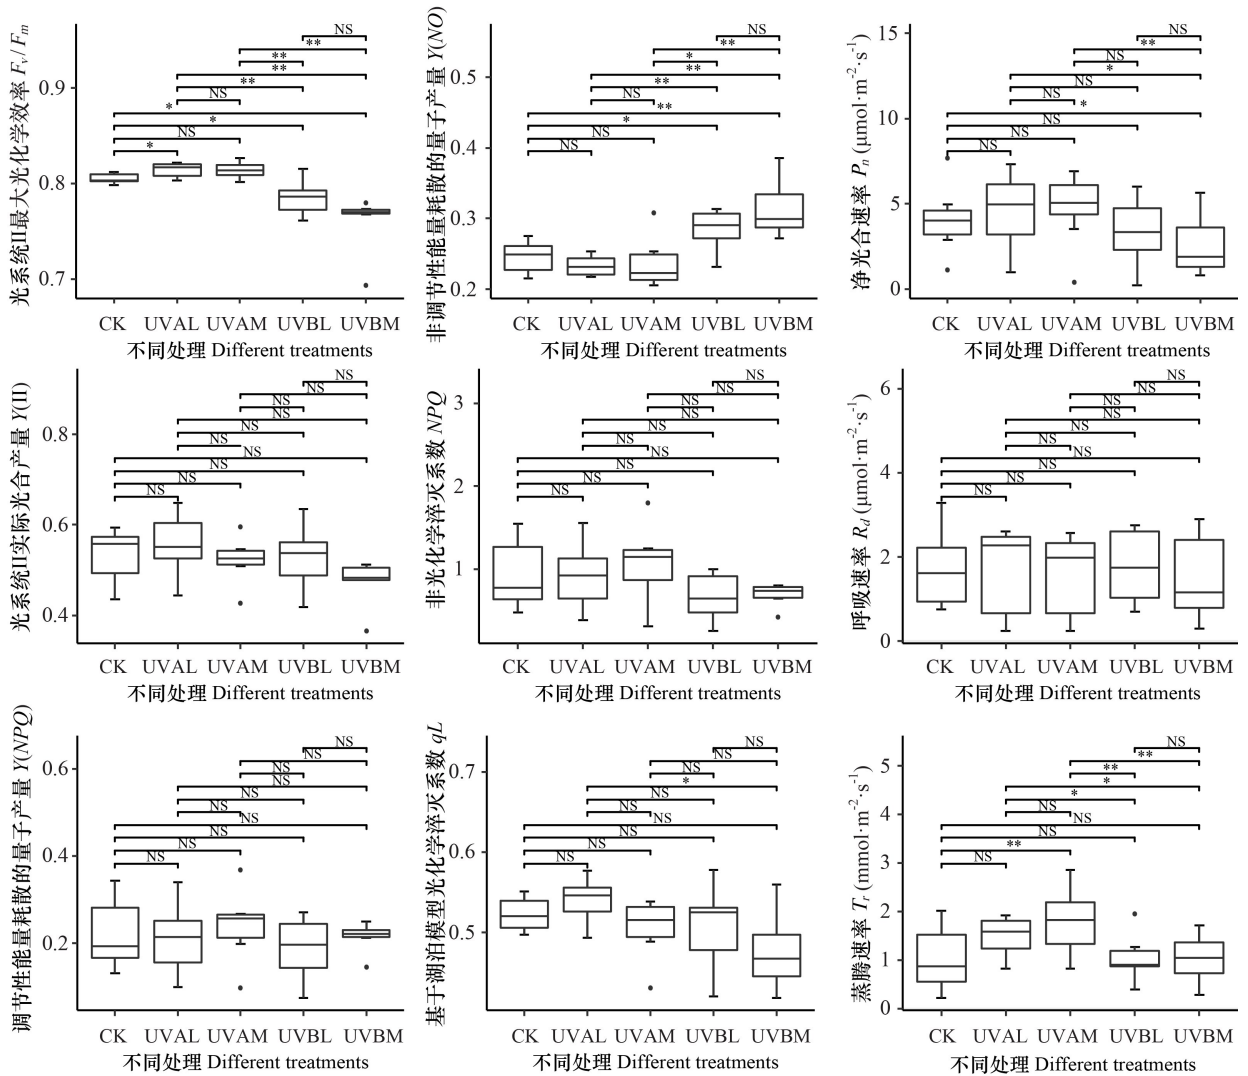 光系统II最大光化学效率 Fv/ Fm
0.9
0.8
0.7
NS
**
**
**
**
NS
*
*
NS
*
CK UVAL UVAM UVBL UVBM
不同处理 Different treatments
非调节性能量耗散的量子产量 Y(NO)
0.5
0.4
0.3
0.2
NS
**
*
**
**
NS
**
*
NS
NS
CK UVAL UVAM UVBL UVBM
不同处理 Different treatments
净光合速率 Pn (μmol·m-2·s-1)
15
10
5
0
NS
**
NS
*
NS
NS
*
NS
NS
NS
CK UVAL UVAM UVBL UVBM
不同处理 Different treatments
光系统II实际光合产量 Y(II)
0.8
0.6
0.4
NS
NS
NS
NS
NS
NS
NS
NS
NS
NS
CK UVAL UVAM UVBL UVBM
不同处理 Different treatments
非光化学淬灭系数 NPQ
3
2
1
NS
NS
NS
NS
NS
NS
NS
NS
NS
NS
CK UVAL UVAM UVBL UVBM
不同处理 Different treatments
呼吸速率 Rd (μmol·m-2·s-1)
6
4
2
0
NS
NS
NS
NS
NS
NS
NS
NS
NS
NS
CK UVAL UVAM UVBL UVBM
不同处理 Different treatments
调节性能量耗散的量子产量 Y(NPQ)
0.6
0.4
0.2
NS
NS
NS
NS
NS
NS
NS
NS
NS
NS
CK UVAL UVAM UVBL UVBM
不同处理 Different treatments
基于湖泊模型光化学淬灭系数 qL
0.7
0.6
0.5
NS
NS
NS
*
NS
NS
NS
NS
NS
NS
CK UVAL UVAM UVBL UVBM
不同处理 Different treatments
蒸腾速率 Tr (mmol·m-2·s-1)
5
4
3
2
1
0
NS
**
**
*
*
NS
NS
NS
**
NS
CK UVAL UVAM UVBL UVBM
不同处理 Different treatments